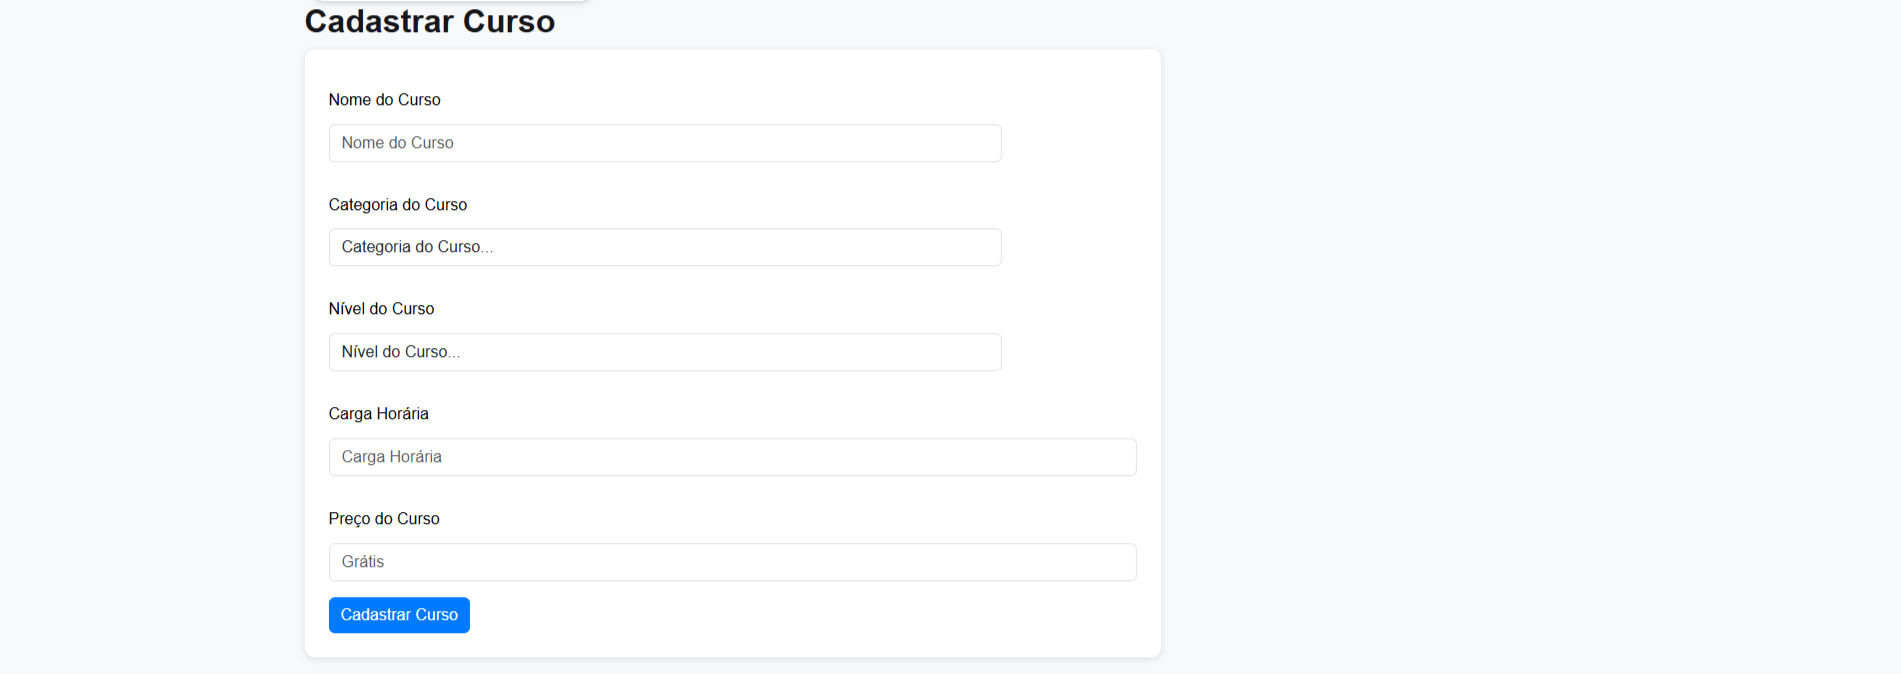 Cadastrar Curso
Nome do Curso
Nome do Curso
Categoria do Curso
Categoria do Curso...
Nível do Curso
Nível do Curso...
Carga Horária
Carga Horária
Preço do Curso
Grátis
Cadastrar Curso